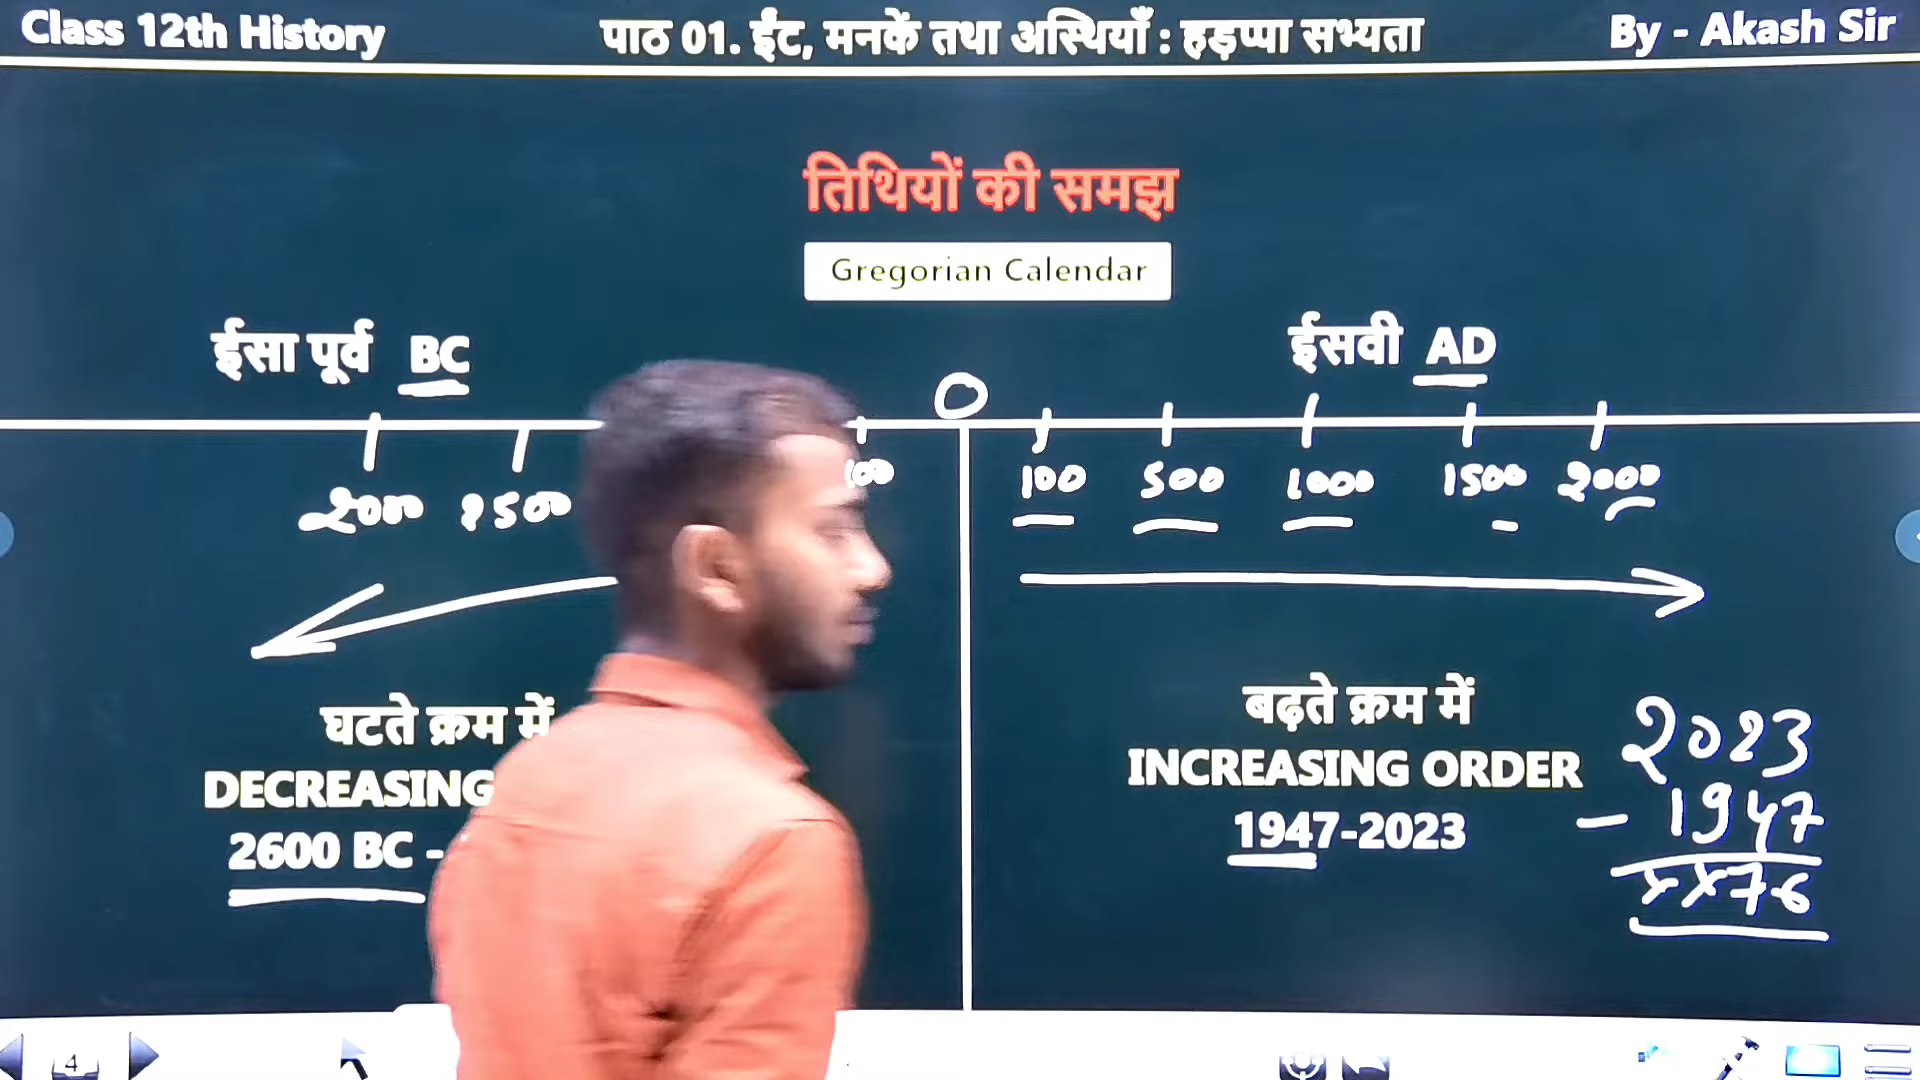 Class 12th History
पाठ 01. ईंट, मनकें तथा अस्थियाँ : हड़प्पा सभ्यता
By - Akash Sir
तिथियों की समझ
Gregorian Calendar
ईसा पूर्व BC
ईसवी AD
0
2000 1500 100
100 500 1000 1500 2000
घटते क्रम में
DECREASING
2600 BC -
बढ़ते क्रम में
INCREASING ORDER
1947-2023
2023
- 1947
xx76
4